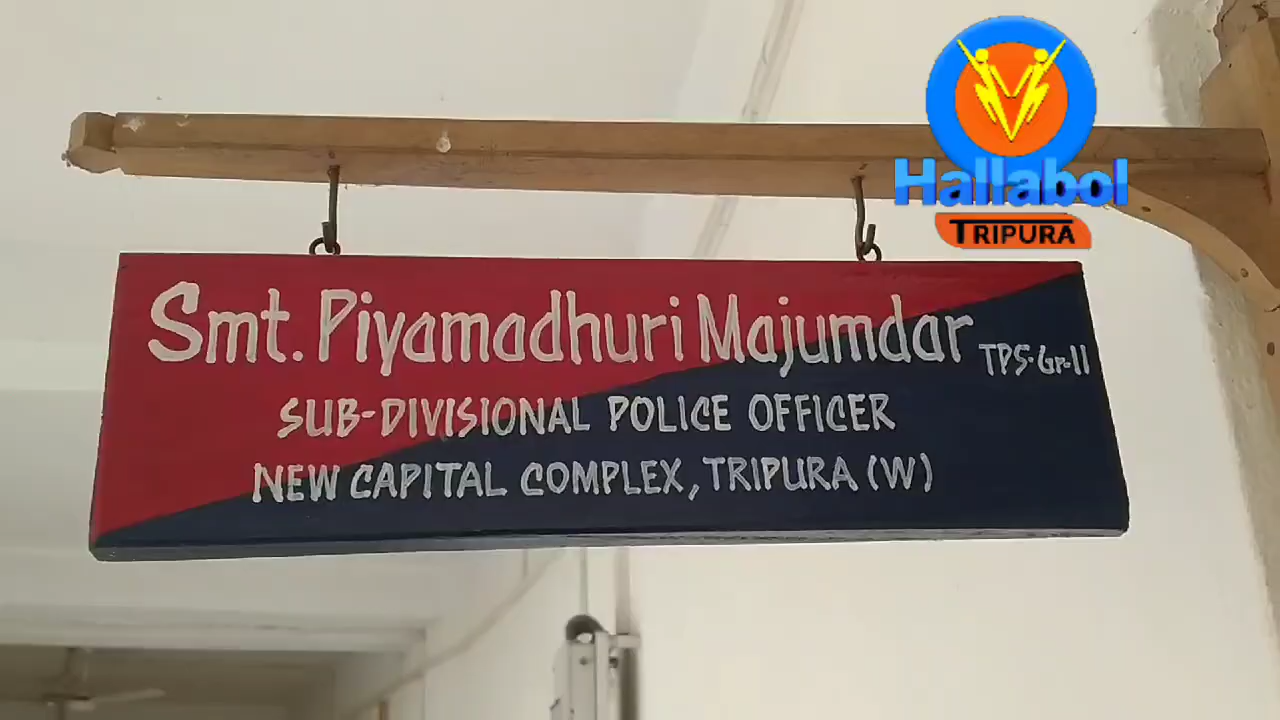 Hallabol
TRIPURA
Smt. Piyamadhuri Majumdar TPS·Gr-II
SUB-DIVISIONAL POLICE OFFICER
NEW CAPITAL COMPLEX, TRIPURA (W)